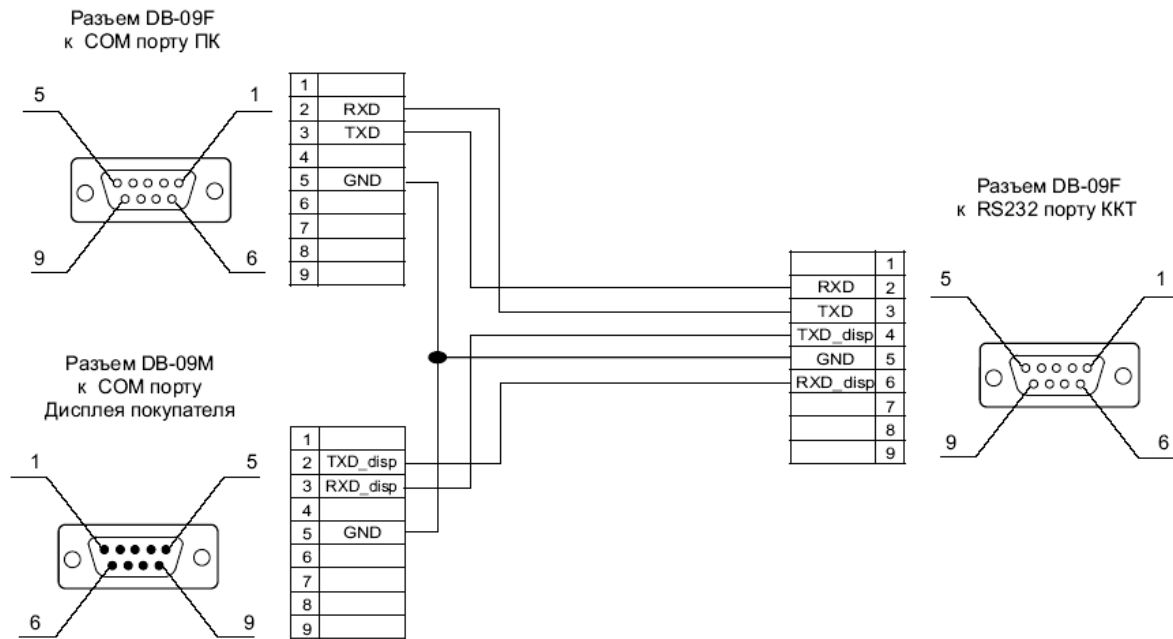 Разъем DB-09F
к COM порту ПК
5
1
9
6
1
2 RXD
3 TXD
4
5 GND
6
7
8
9
Разъем DB-09M
к COM порту
Дисплея покупателя
1
5
6
9
1
2 TXD_disp
3 RXD_disp
4
5 GND
6
7
8
9
Разъем DB-09F
к RS232 порту ККТ
1
RXD 2
TXD 3
TXD_disp 4
GND 5
RXD_disp 6
7
8
9
5
1
9
6